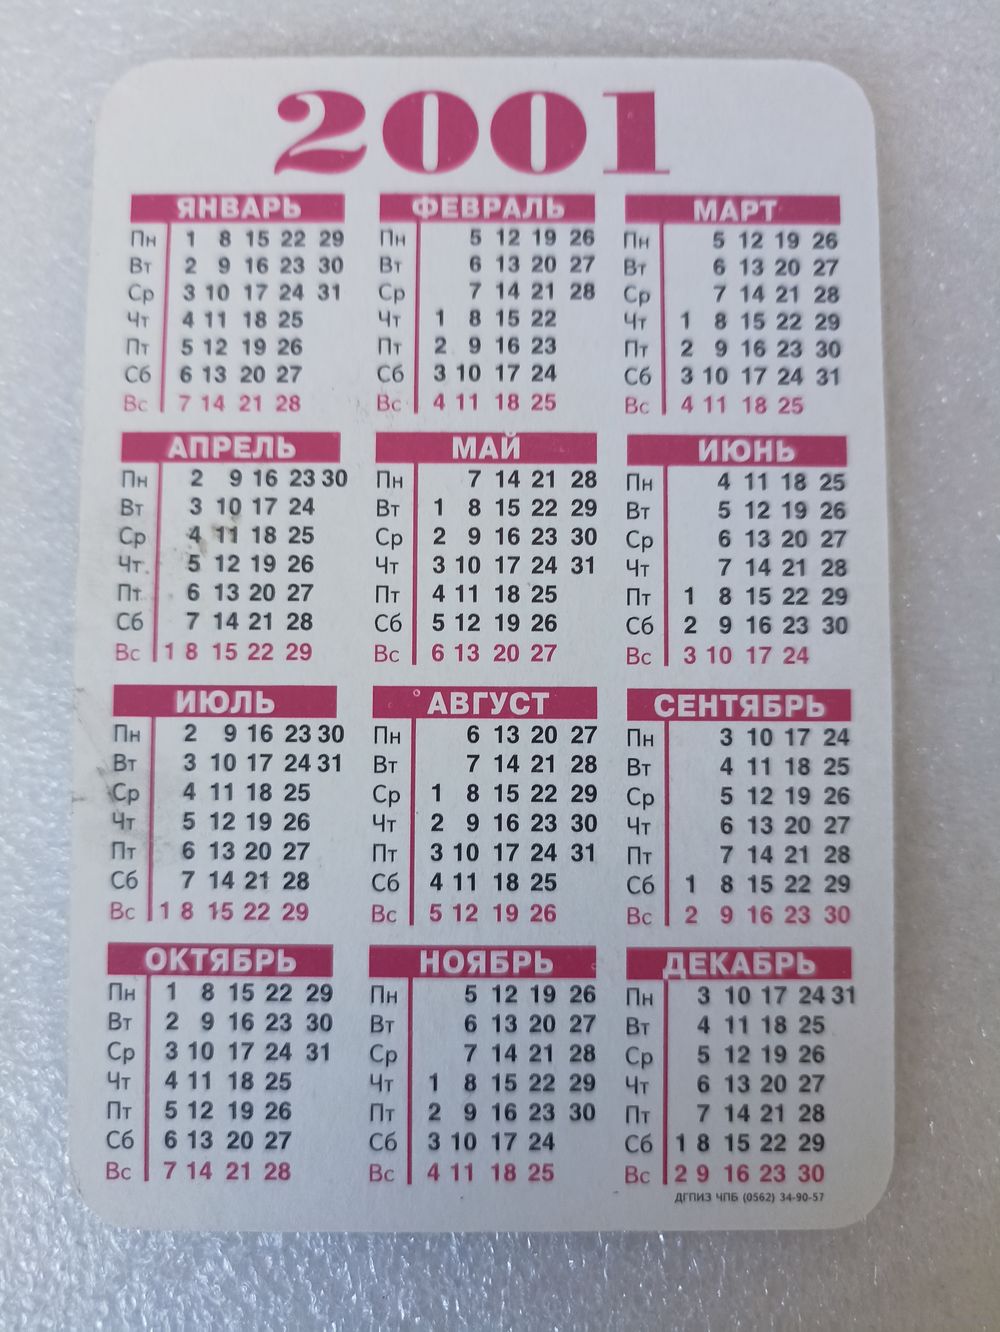 2001
ЯНВАРЬ ФЕВРАЛЬ МАРТ
Пн 1 8 15 22 29 Пн 5 12 19 26 Пн 5 12 19 26
Вт 2 9 16 23 30 Вт 6 13 20 27 Вт 6 13 20 27
Ср 3 10 17 24 31 Ср 7 14 21 28 Ср 7 14 21 28
Чт 4 11 18 25 Чт 1 8 15 22 Чт 1 8 15 22 29
Пт 5 12 19 26 Пт 2 9 16 23 Пт 2 9 16 23 30
Сб 6 13 20 27 Сб 3 10 17 24 Сб 3 10 17 24 31
Вс 7 14 21 28 Вс 4 11 18 25 Вс 4 11 18 25
АПРЕЛЬ МАЙ ИЮНЬ
Пн 2 9 16 23 30 Пн 7 14 21 28 Пн 4 11 18 25
Вт 3 10 17 24 Вт 1 8 15 22 29 Вт 5 12 19 26
Ср 4 11 18 25 Ср 2 9 16 23 30 Ср 6 13 20 27
Чт 5 12 19 26 Чт 3 10 17 24 31 Чт 7 14 21 28
Пт 6 13 20 27 Пт 4 11 18 25 Пт 1 8 15 22 29
Сб 7 14 21 28 Сб 5 12 19 26 Сб 2 9 16 23 30
Вс 1 8 15 22 29 Вс 6 13 20 27 Вс 3 10 17 24
ИЮЛЬ АВГУСТ СЕНТЯБРЬ
Пн 2 9 16 23 30 Пн 6 13 20 27 Пн 3 10 17 24
Вт 3 10 17 24 31 Вт 7 14 21 28 Вт 4 11 18 25
Ср 4 11 18 25 Ср 1 8 15 22 29 Ср 5 12 19 26
Чт 5 12 19 26 Чт 2 9 16 23 30 Чт 6 13 20 27
Пт 6 13 20 27 Пт 3 10 17 24 31 Пт 7 14 21 28
Сб 7 14 21 28 Сб 4 11 18 25 Сб 1 8 15 22 29
Вс 1 8 15 22 29 Вс 5 12 19 26 Вс 2 9 16 23 30
ОКТЯБРЬ НОЯБРЬ ДЕКАБРЬ
Пн 1 8 15 22 29 Пн 5 12 19 26 Пн 3 10 17 24 31
Вт 2 9 16 23 30 Вт 6 13 20 27 Вт 4 11 18 25
Ср 3 10 17 24 31 Ср 7 14 21 28 Ср 5 12 19 26
Чт 4 11 18 25 Чт 1 8 15 22 29 Чт 6 13 20 27
Пт 5 12 19 26 Пт 2 9 16 23 30 Пт 7 14 21 28
Сб 6 13 20 27 Сб 3 10 17 24 Сб 1 8 15 22 29
Вс 7 14 21 28 Вс 4 11 18 25 Вс 2 9 16 23 30
ДГПИЗ ЧПБ (0562) 34-90-57